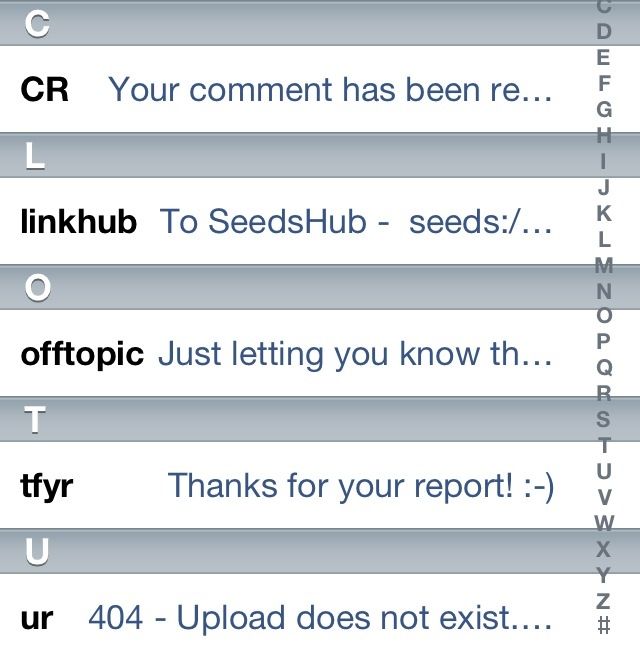 C
CR Your comment has been re...
L
linkhub To SeedsHub - seeds:/...
O
offtopic Just letting you know th...
T
tfyr Thanks for your report! :-)
U
ur 404 - Upload does not exist....
C
D
E
F
G
H
I
J
K
L
M
N
O
P
Q
R
S
T
U
V
W
X
Y
Z
#